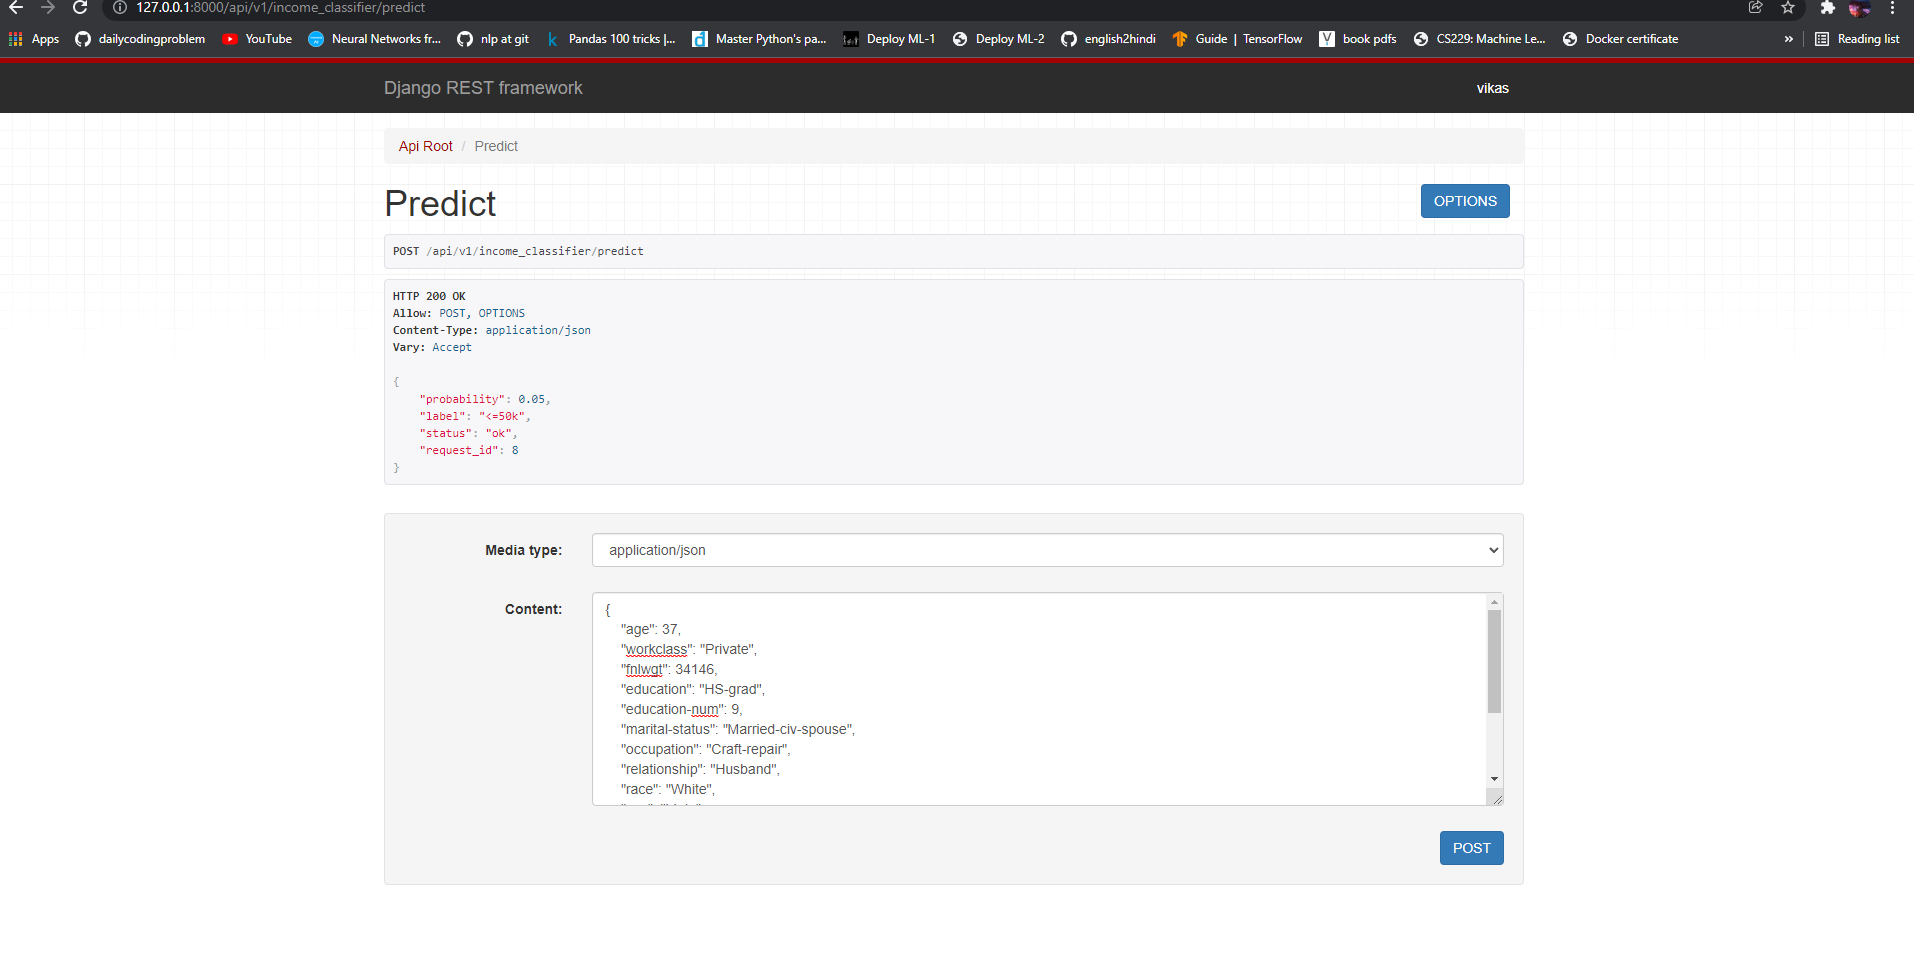 127.0.0.1:8000/api/v1/income_classifier/predict
Apps dailycodingproblem YouTube Neural Networks fr... nlp at git Pandas 100 tricks |... Master Python's pa... Deploy ML-1 Deploy ML-2 english2hindi Guide | TensorFlow book pdfs CS229: Machine Le... Docker certificate » Reading list
Django REST framework vikas
Api Root / Predict
Predict OPTIONS
POST /api/v1/income_classifier/predict
HTTP 200 OK
Allow: POST, OPTIONS
Content-Type: application/json
Vary: Accept
{
"probability": 0.05,
"label": "<=50k",
"status": "ok",
"request_id": 8
}
Media type: application/json
Content: {
"age": 37,
"workclass": "Private",
"fnlwgt": 34146,
"education": "HS-grad",
"education-num": 9,
"marital-status": "Married-civ-spouse",
"occupation": "Craft-repair",
"relationship": "Husband",
"race": "White",
POST